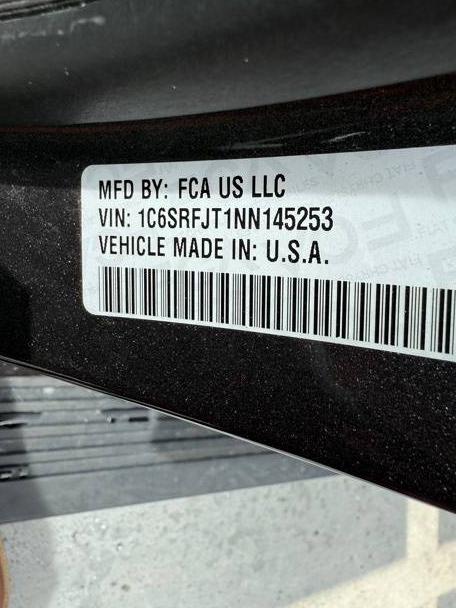 MFD BY: FCA US LLC
VIN: 1C6SRFJT1NN145253
VEHICLE MADE IN: U.S.A.